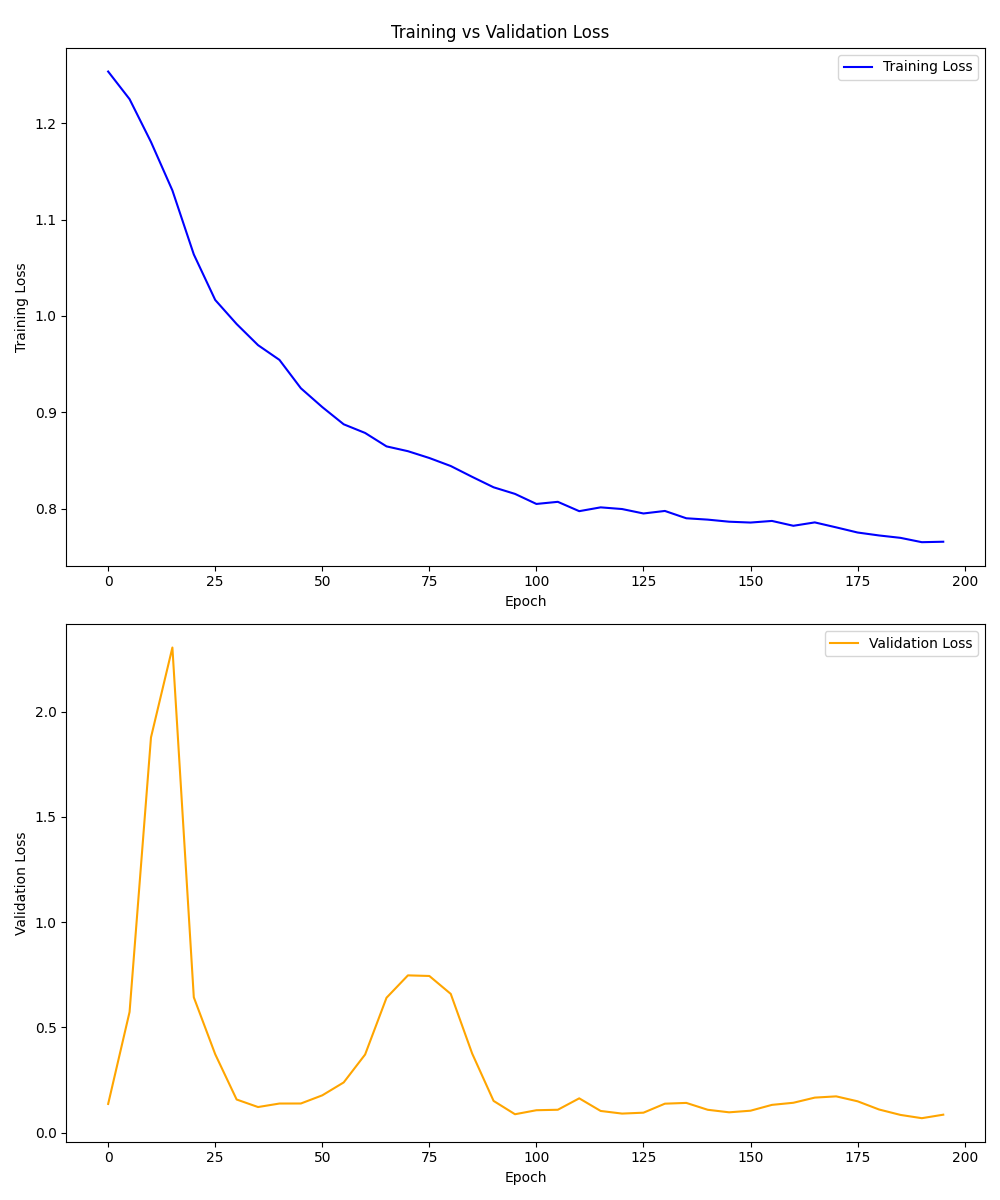 Training vs Validation Loss
Training Loss
1.2
1.1
1.0
0.9
0.8
Training Loss
0 25 50 75 100 125 150 175 200
Epoch
Validation Loss
2.0
1.5
1.0
0.5
0.0
Validation Loss
0 25 50 75 100 125 150 175 200
Epoch